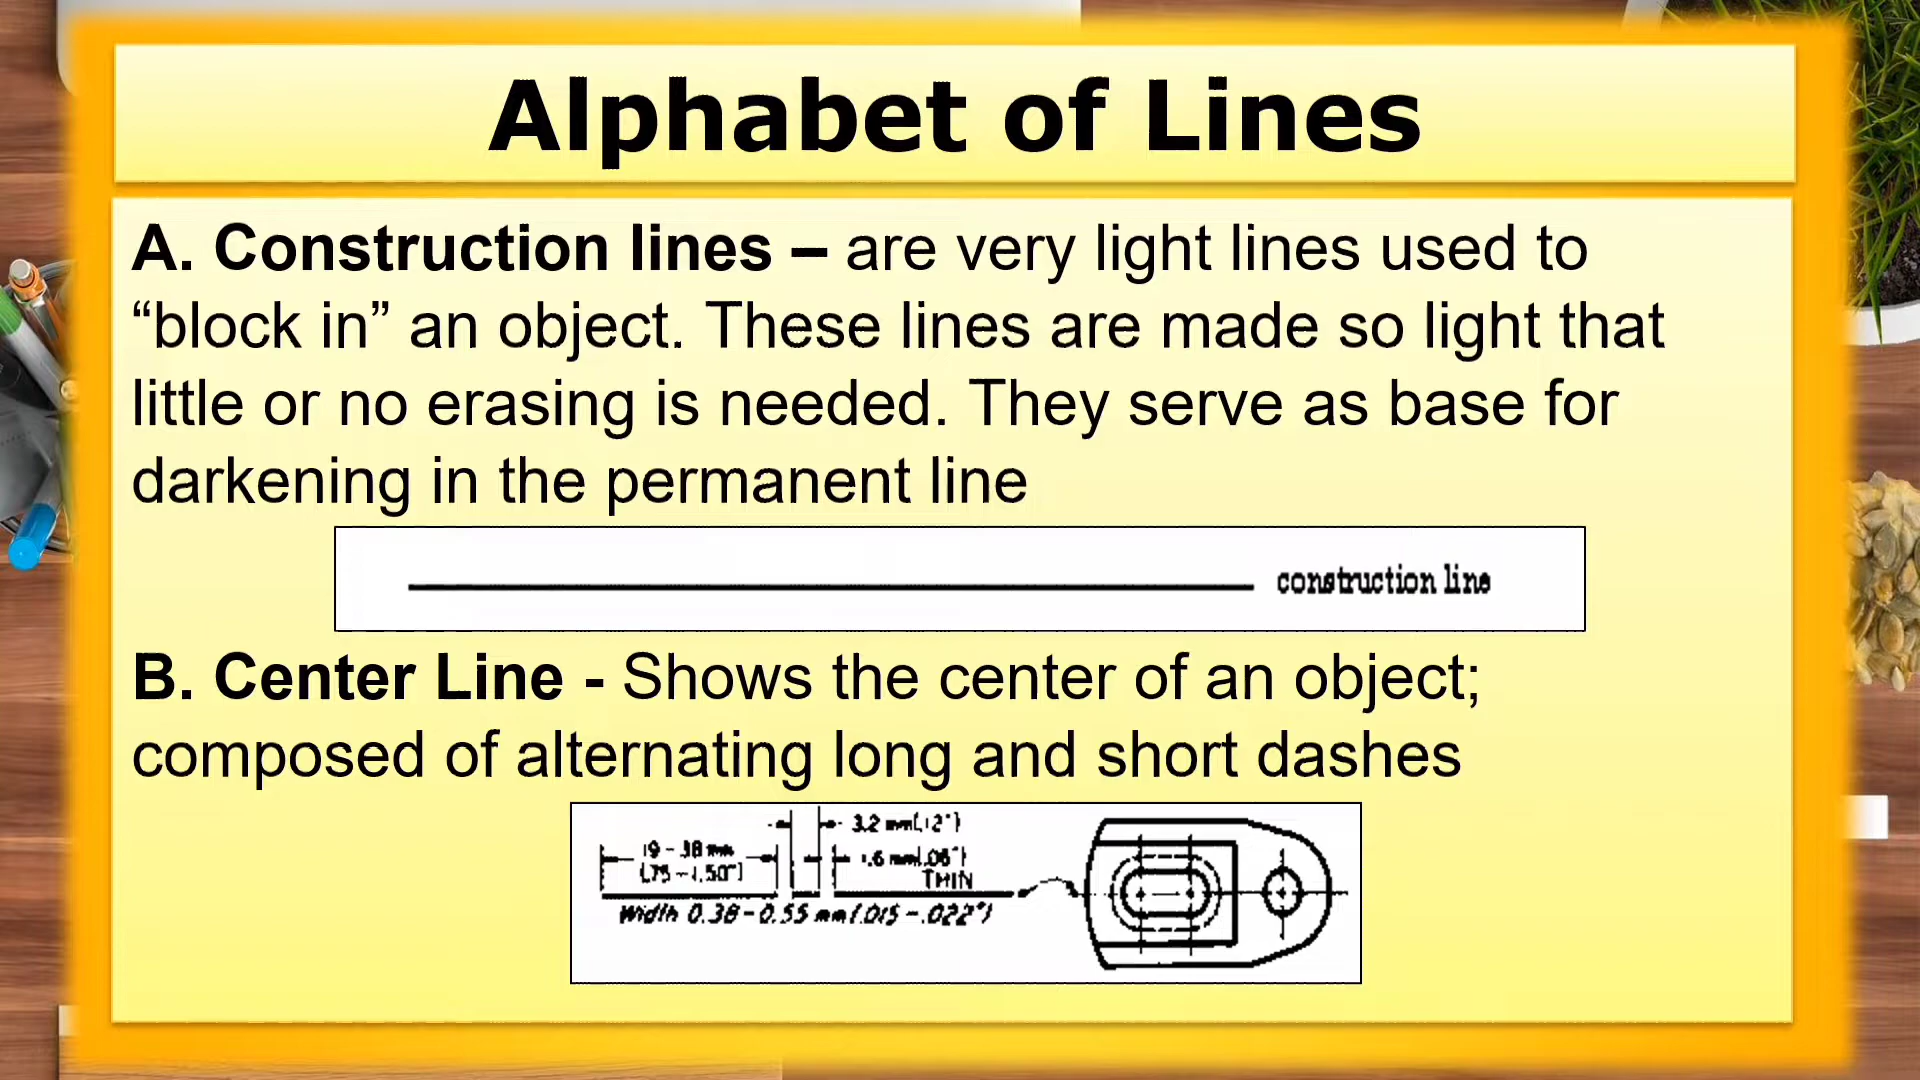 Alphabet of Lines
A. Construction lines – are very light lines used to
“block in” an object. These lines are made so light that
little or no erasing is needed. They serve as base for
darkening in the permanent line
construction line
B. Center Line - Shows the center of an object;
composed of alternating long and short dashes
3.2 mm(.12")
19 - 38 mm
1.6 mm(.06")
(.75 - 1.50")
THIN
Width 0.38-0.55 mm(.015-.022")